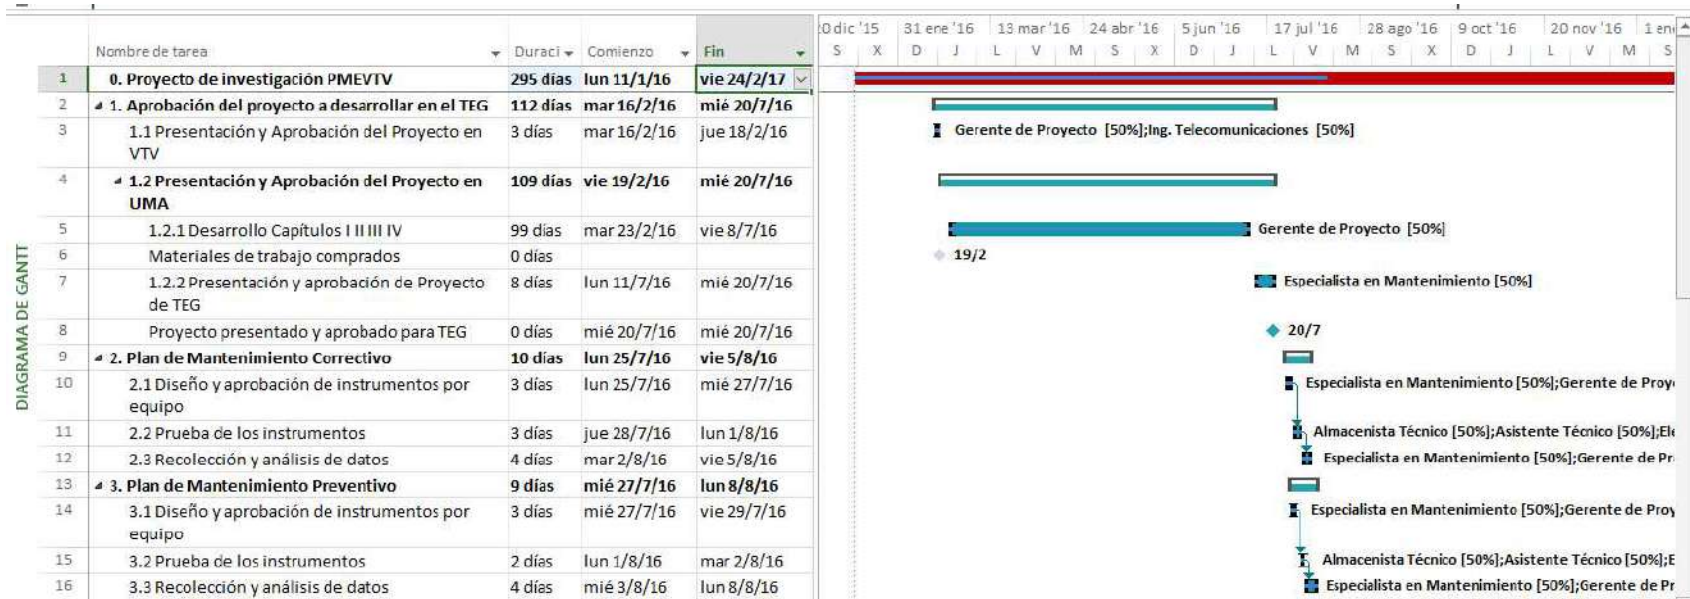 20 dic '15 31 ene '16 13 mar '16 24 abr '16 5 jun '16 17 jul '16 28 ago '16 9 oct '16 20 nov '16 1 ene
Nombre de tarea Duraci Comienzo Fin S X D J L V M S X D J L V M S X D J L V M S
1 0. Proyecto de investigación PMEVTV 295 días lun 11/1/16 vie 24/2/17
2 1. Aprobación del proyecto a desarrollar en el TEG 112 días mar 16/2/16 mié 20/7/16
3 1.1 Presentación y Aprobación del Proyecto en 3 días mar 16/2/16 jue 18/2/16 Gerente de Proyecto [50%];Ing. Telecomunicaciones [50%]
VTV
4 1.2 Presentación y Aprobación del Proyecto en 109 días vie 19/2/16 mié 20/7/16
UMA
5 1.2.1 Desarrollo Capítulos I II III IV 99 días mar 23/2/16 vie 8/7/16 Gerente de Proyecto [50%]
6 Materiales de trabajo comprados 0 días 19/2
7 1.2.2 Presentación y aprobación de Proyecto 8 días lun 11/7/16 mié 20/7/16 Especialista en Mantenimiento [50%]
de TEG
8 Proyecto presentado y aprobado para TEG 0 días mié 20/7/16 mié 20/7/16 20/7
9 2. Plan de Mantenimiento Correctivo 10 días lun 25/7/16 vie 5/8/16
10 2.1 Diseño y aprobación de instrumentos por 3 días lun 25/7/16 mié 27/7/16 Especialista en Mantenimiento [50%];Gerente de Proye
equipo
11 2.2 Prueba de los instrumentos 3 días jue 28/7/16 lun 1/8/16 Almacenista Técnico [50%];Asistente Técnico [50%];Ele
12 2.3 Recolección y análisis de datos 4 días mar 2/8/16 vie 5/8/16 Especialista en Mantenimiento [50%];Gerente de Pr
13 3. Plan de Mantenimiento Preventivo 9 días mié 27/7/16 lun 8/8/16
14 3.1 Diseño y aprobación de instrumentos por 3 días mié 27/7/16 vie 29/7/16 Especialista en Mantenimiento [50%];Gerente de Proy
equipo
15 3.2 Prueba de los instrumentos 2 días lun 1/8/16 mar 2/8/16 Almacenista Técnico [50%];Asistente Técnico [50%];E
16 3.3 Recolección y análisis de datos 4 días mié 3/8/16 lun 8/8/16 Especialista en Mantenimiento [50%];Gerente de Pr
DIAGRAMA DE GANTT